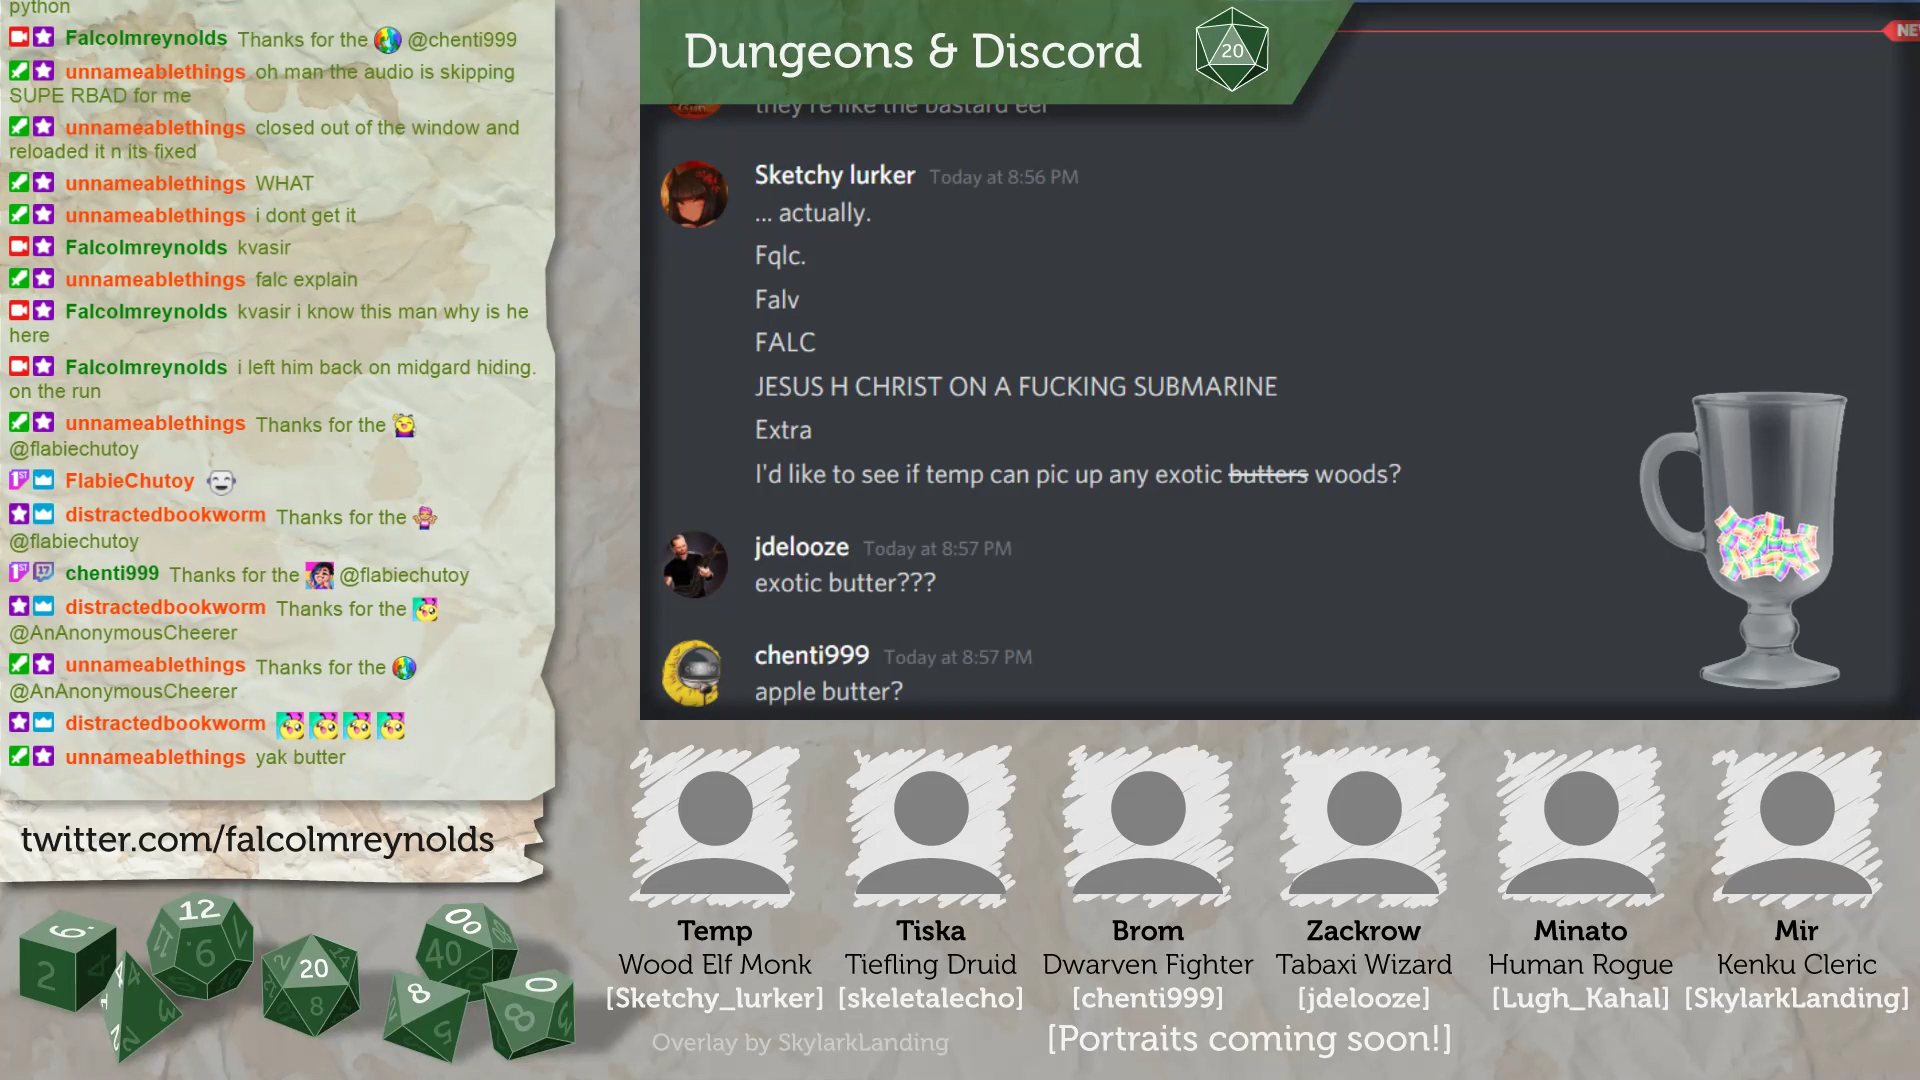 python
Falcolmreynolds Thanks for the @chenti999
unnameablethings oh man the audio is skipping
SUPE RBAD for me
unnameablethings closed out of the window and
reloaded it n its fixed
unnameablethings WHAT
unnameablethings i dont get it
Falcolmreynolds kvasir
unnameablethings falc explain
Falcolmreynolds kvasir i know this man why is he
here
Falcolmreynolds i left him back on midgard hiding.
on the run
unnameablethings Thanks for the
@flabiechutoy
FlabieChutoy
distractedbookworm Thanks for the
@flabiechutoy
chenti999 Thanks for the @flabiechutoy
distractedbookworm Thanks for the
@AnAnonymousCheerer
unnameablethings Thanks for the
@AnAnonymousCheerer
distractedbookworm
unnameablethings yak butter
twitter.com/falcolmreynolds
Dungeons & Discord
20
they're like the bastard eel
Sketchy lurker Today at 8:56 PM
... actually.
Fqlc.
Falv
FALC
JESUS H CHRIST ON A FUCKING SUBMARINE
Extra
I'd like to see if temp can pic up any exotic butters woods?
jdelooze Today at 8:57 PM
exotic butter???
chenti999 Today at 8:57 PM
apple butter?
Temp
Wood Elf Monk
[Sketchy_lurker]
Tiska
Tiefling Druid
[skeletalecho]
Brom
Dwarven Fighter
[chenti999]
Zackrow
Tabaxi Wizard
[jdelooze]
Minato
Human Rogue
[Lugh_Kahal]
Mir
Kenku Cleric
[SkylarkLanding]
Overlay by SkylarkLanding
[Portraits coming soon!]